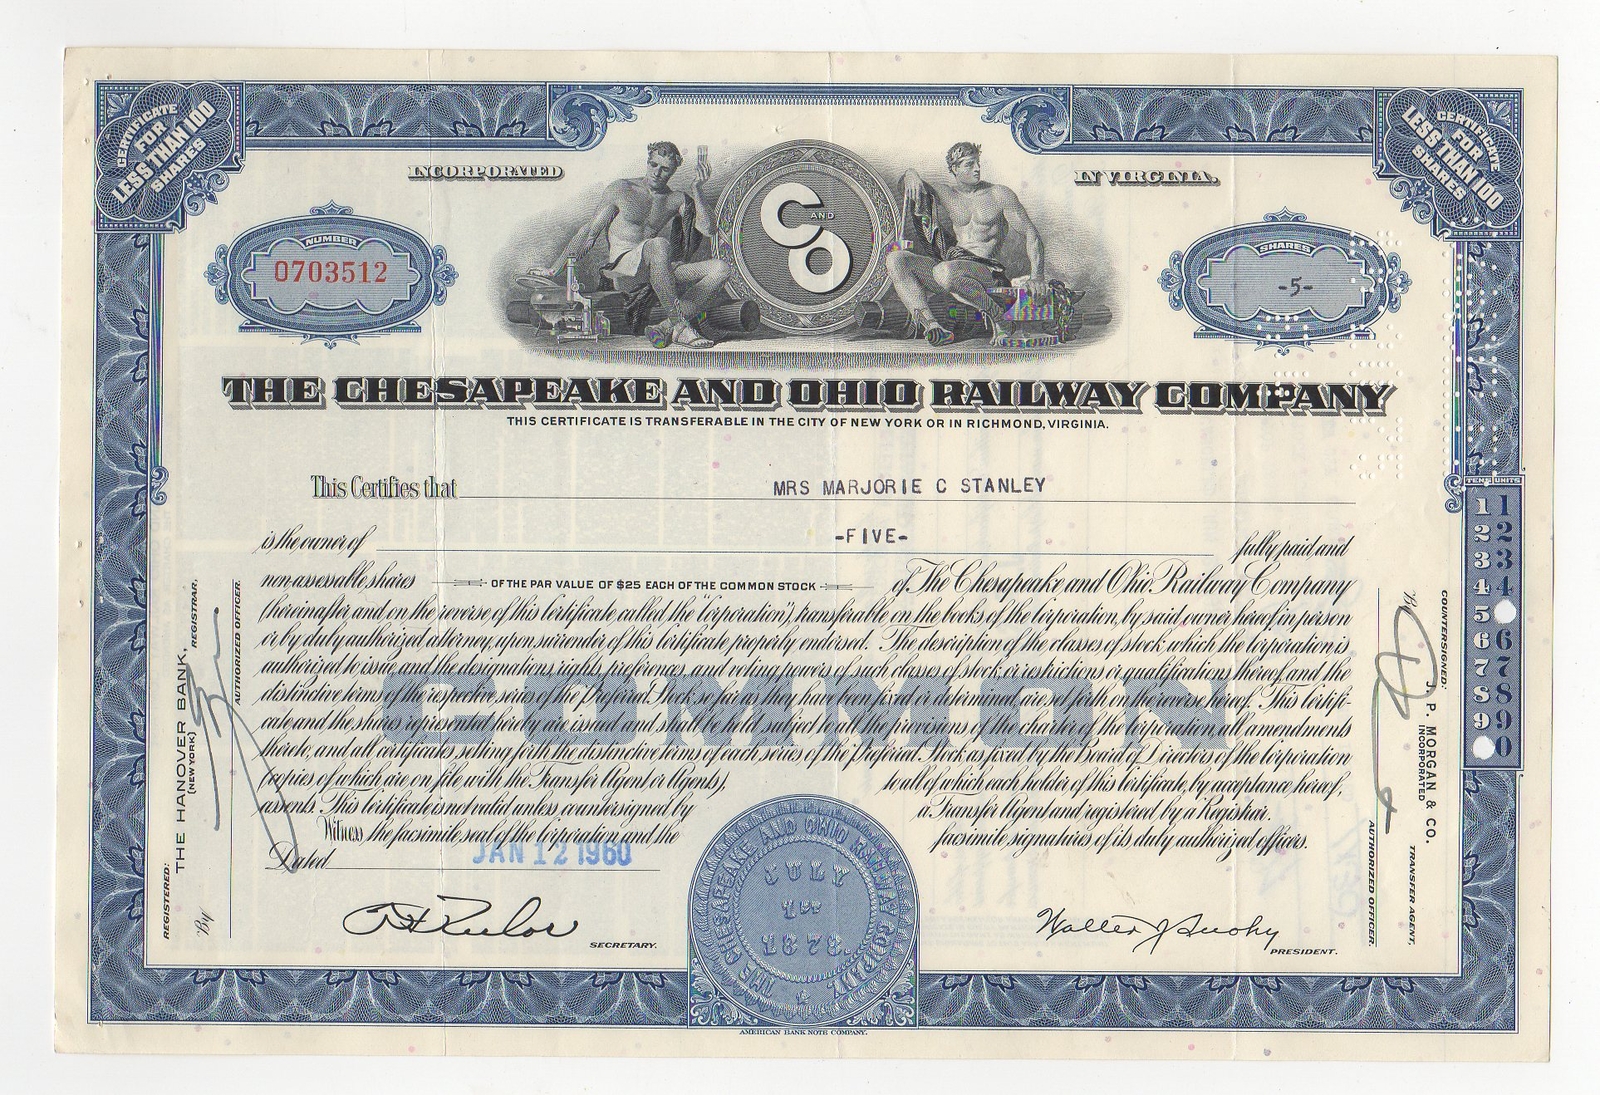 CERTIFICATE
FOR
LESS THAN 100
SHARES
CERTIFICATE
FOR
LESS THAN 100
SHARES
INCORPORATED
IN VIRGINIA.
C AND O
NUMBER
0703512
SHARES
-5-
THE CHESAPEAKE AND OHIO RAILWAY COMPANY
THIS CERTIFICATE IS TRANSFERABLE IN THE CITY OF NEW YORK OR IN RICHMOND, VIRGINIA.
This Certifies that MRS MARJORIE C STANLEY
is the owner of -FIVE- fully paid and
non-assessable shares OF THE PAR VALUE OF $25 EACH OF THE COMMON STOCK of The Chesapeake and Ohio Railway Company
(hereinafter and on the reverse of this Certificate called the "Corporation"), transferable on the books of the Corporation, by said owner hereof in person
or by duly authorized attorney, upon surrender of this Certificate properly endorsed. The description of the classes of stock which the Corporation is
authorized to issue and the designations, rights, preferences, and voting powers of such classes of stock or restrictions or qualifications thereof and the
distinctive terms of the respective series of the Preferred Stock so far as they have been fixed or determined, are set forth on the reverse hereof. This Certifi-
cate and the shares represented hereby are issued and shall be held subject to all the provisions of the charter of the Corporation, all amendments
thereto, and all certificates setting forth the distinctive terms of each series of the Preferred Stock as fixed by the Board of Directors of the Corporation
(copies of which are on file with the Transfer Agent or Agents), to all of which each holder of this Certificate, by acceptance hereof,
assents. This Certificate is not valid unless countersigned by a Transfer Agent and registered by a Registrar.
Witness the facsimile seal of the Corporation and the facsimile signatures of its duly authorized officers.
COMMON
Dated JAN 12 1960
SECRETARY.
Walter J Tuohy
PRESIDENT.
THE CHESAPEAKE AND OHIO RAILWAY COMPANY
JULY
1ST
1878.
AMERICAN BANK NOTE COMPANY.
REGISTERED:
THE HANOVER BANK,
(NEW YORK)
REGISTRAR,
By
AUTHORIZED OFFICER.
COUNTERSIGNED:
J. P. MORGAN & CO.
INCORPORATED
TRANSFER AGENT,
By
AUTHORIZED OFFICER.
TENS UNITS
1 1
2 2
3 3
4 4
5
6 6
7 7
8 8
9 9
0